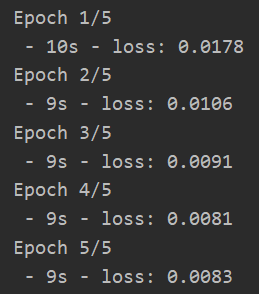 Epoch 1/5
 - 10s - loss: 0.0178
Epoch 2/5
 - 9s - loss: 0.0106
Epoch 3/5
 - 9s - loss: 0.0091
Epoch 4/5
 - 9s - loss: 0.0081
Epoch 5/5
 - 9s - loss: 0.0083